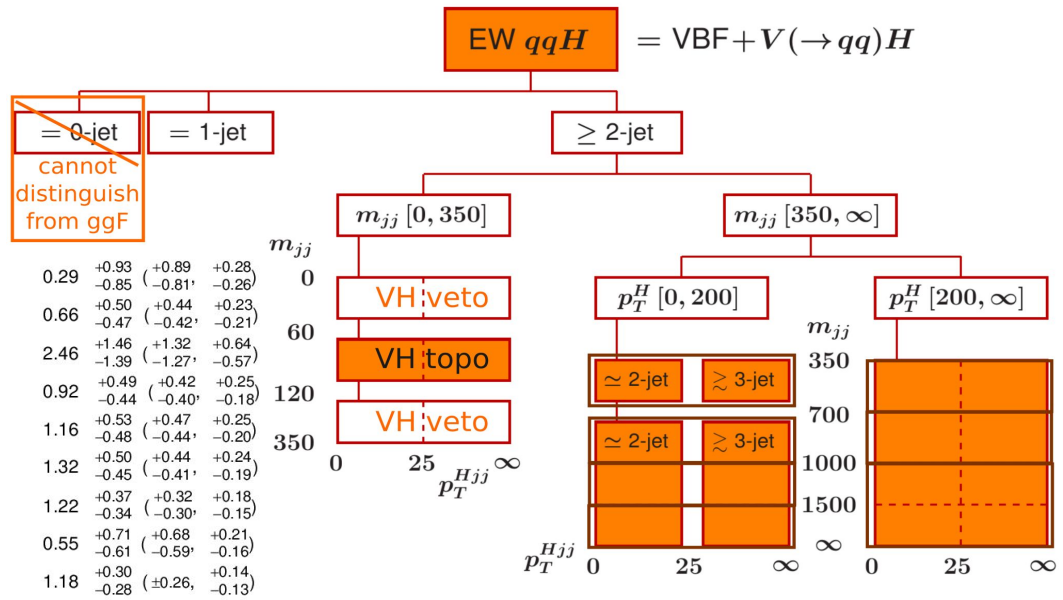 EW qqH = VBF + V(→ qq)H
= 0-jet
= 1-jet
≥ 2-jet
cannot
distinguish
from ggF
m_{jj} [0, 350]
m_{jj} [350, ∞]
m_{jj}
0
60
120
350
VH veto
VH topo
VH veto
0 25 ∞
p_T^{Hjj}
p_T^H [0, 200]
p_T^H [200, ∞]
m_{jj}
350
700
1000
1500
∞
≃ 2-jet
≳ 3-jet
≃ 2-jet
≳ 3-jet
p_T^{Hjj}
0 25 ∞
0 25 ∞
0.29 +0.93 −0.85 ( +0.89 −0.81, +0.28 −0.26 )
0.66 +0.50 −0.47 ( +0.44 −0.42, +0.23 −0.21 )
2.46 +1.46 −1.39 ( +1.32 −1.27, +0.64 −0.57 )
0.92 +0.49 −0.44 ( +0.42 −0.40, +0.25 −0.18 )
1.16 +0.53 −0.48 ( +0.47 −0.44, +0.25 −0.20 )
1.32 +0.50 −0.45 ( +0.44 −0.41, +0.24 −0.19 )
1.22 +0.37 −0.34 ( +0.32 −0.30, +0.18 −0.15 )
0.55 +0.71 −0.61 ( +0.68 −0.59, +0.21 −0.16 )
1.18 +0.30 −0.28 ( ±0.26, +0.14 −0.13 )